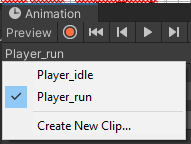 Animation
Preview
Player_run
Player_idle
Player_run
Create New Clip...